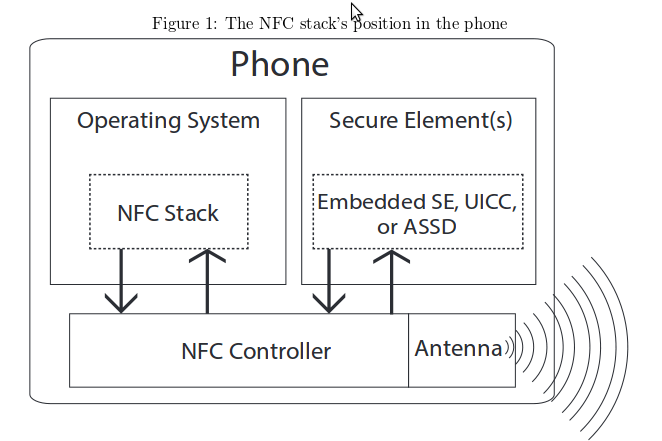 Figure 1: The NFC stack's position in the phone
Phone
Operating System
Secure Element(s)
NFC Stack
Embedded SE, UICC,
or ASSD
NFC Controller
Antenna